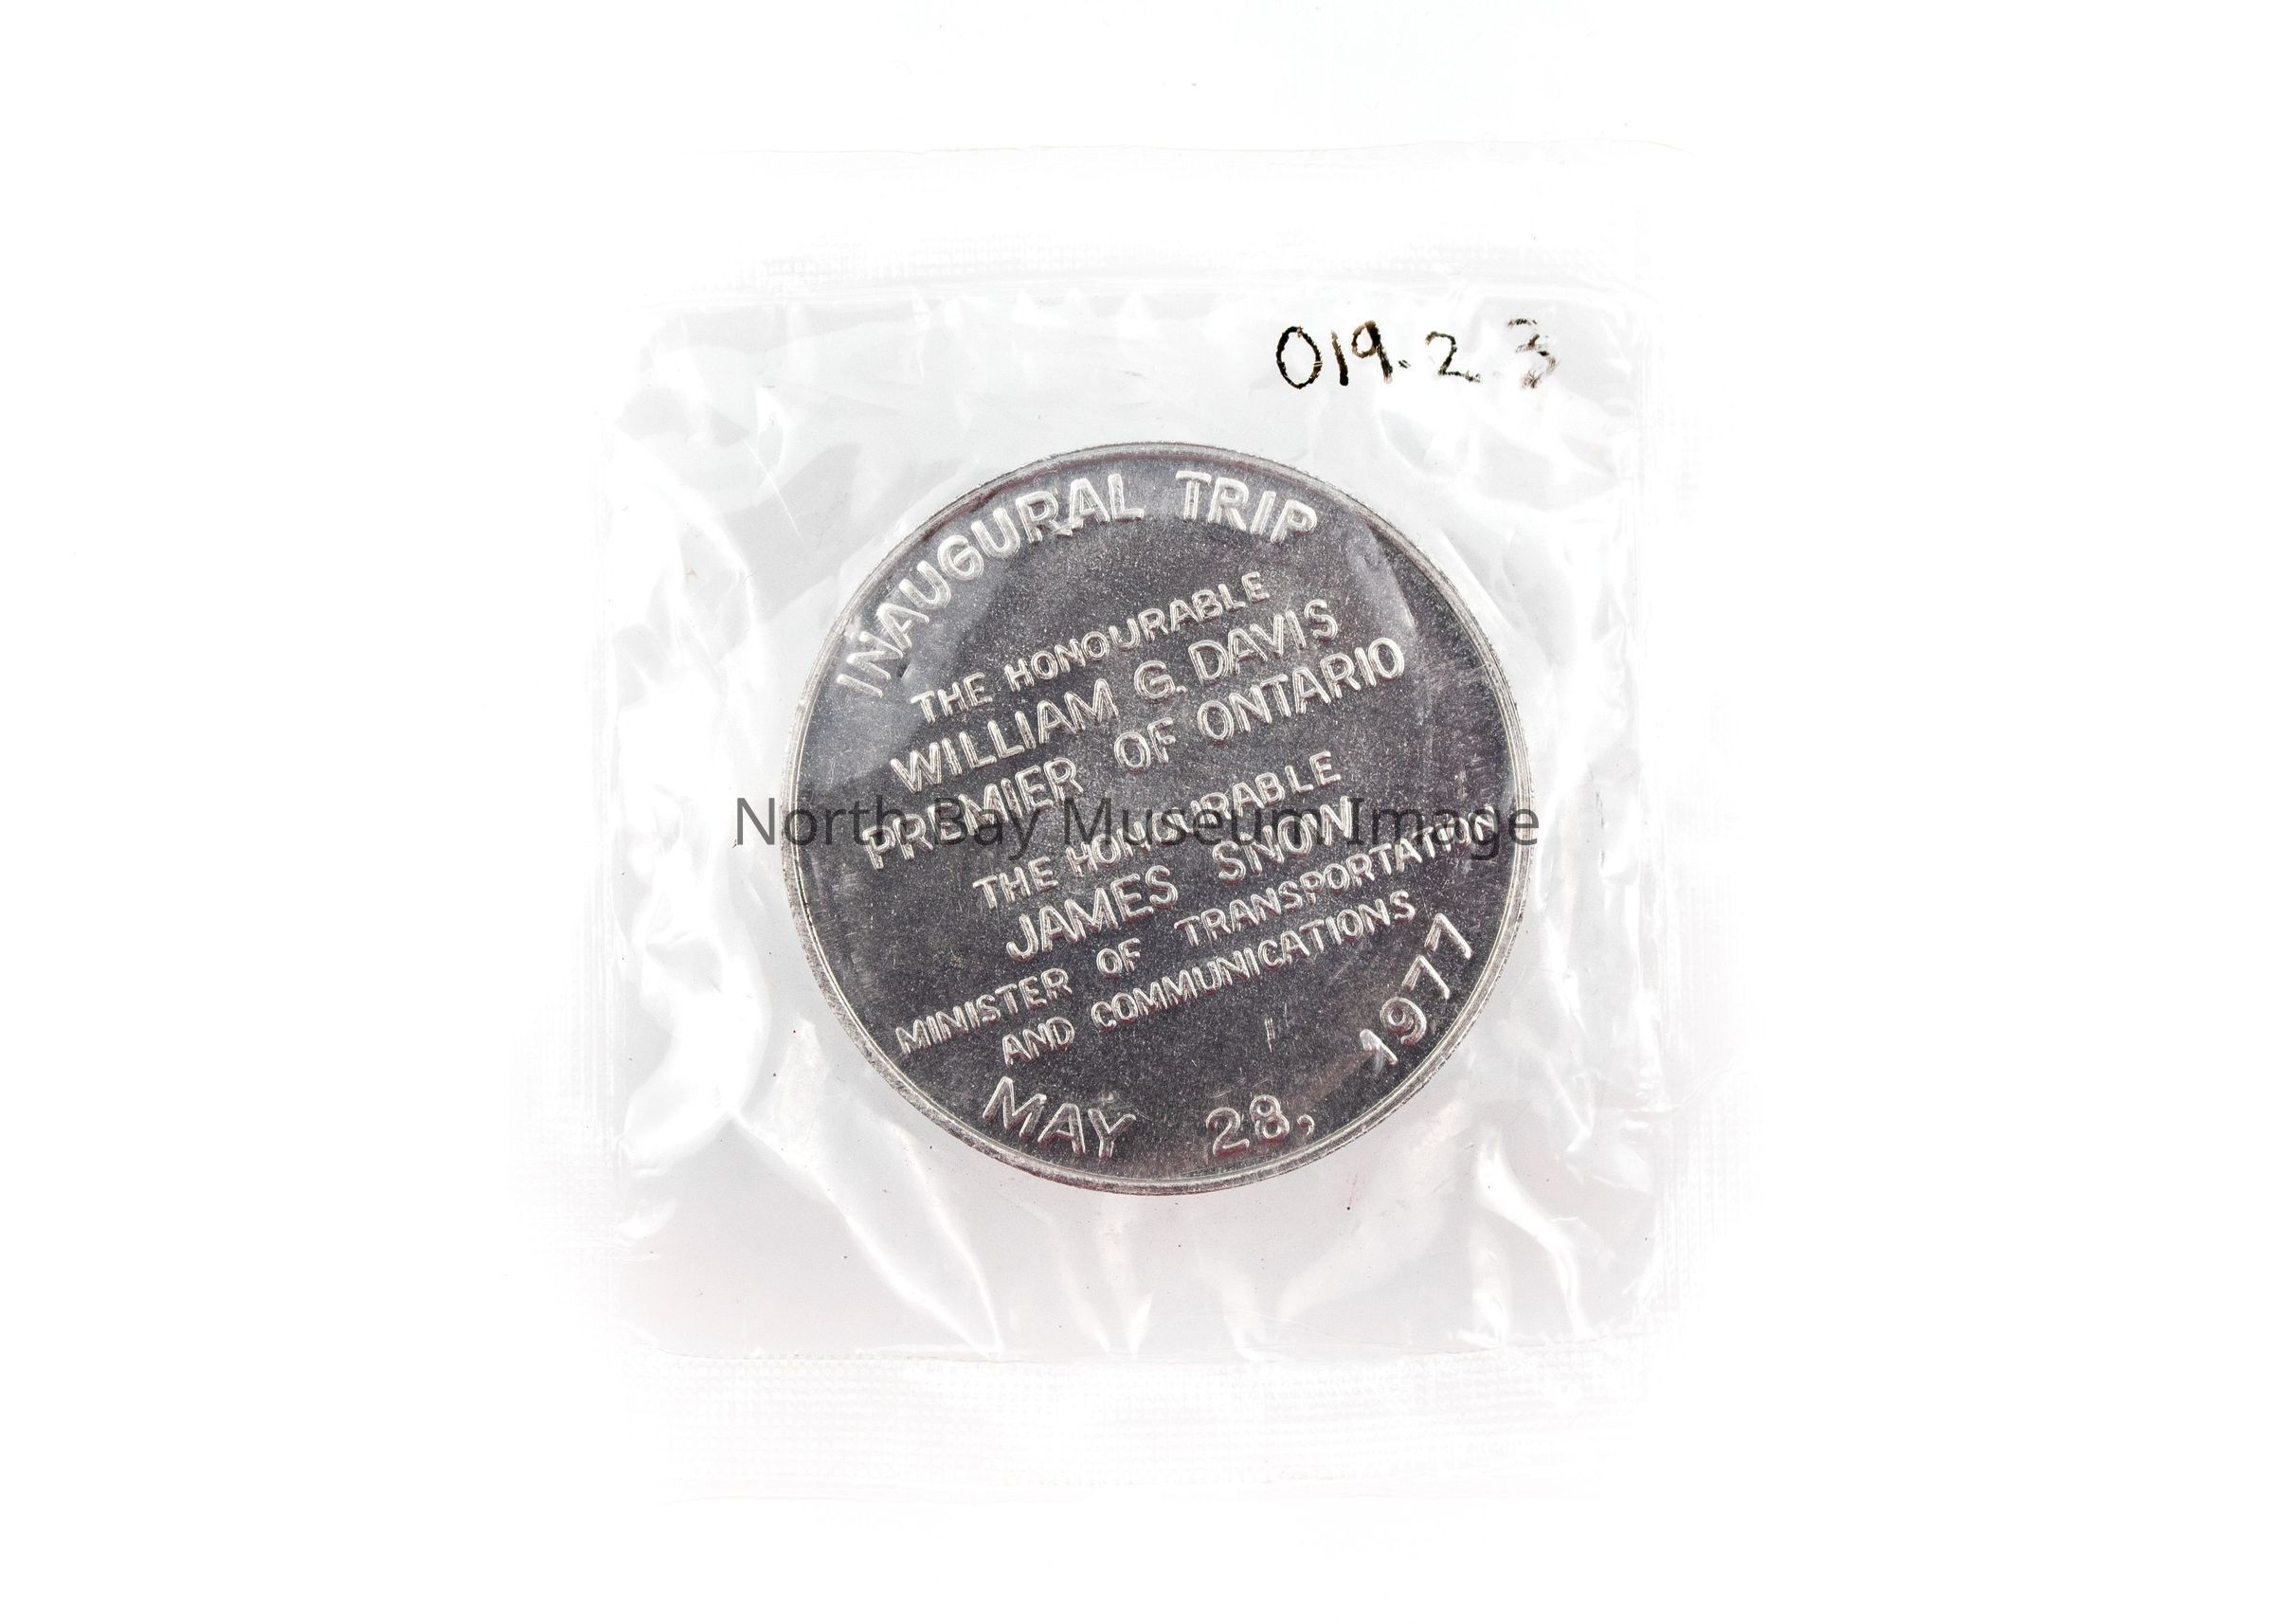 019.2.3
INAUGURAL TRIP
THE HONOURABLE
WILLIAM G. DAVIS
PREMIER OF ONTARIO
THE HONOURABLE
JAMES SNOW
MINISTER OF TRANSPORTATION
AND COMMUNICATIONS
MAY 28, 1977
North Bay Museum Image